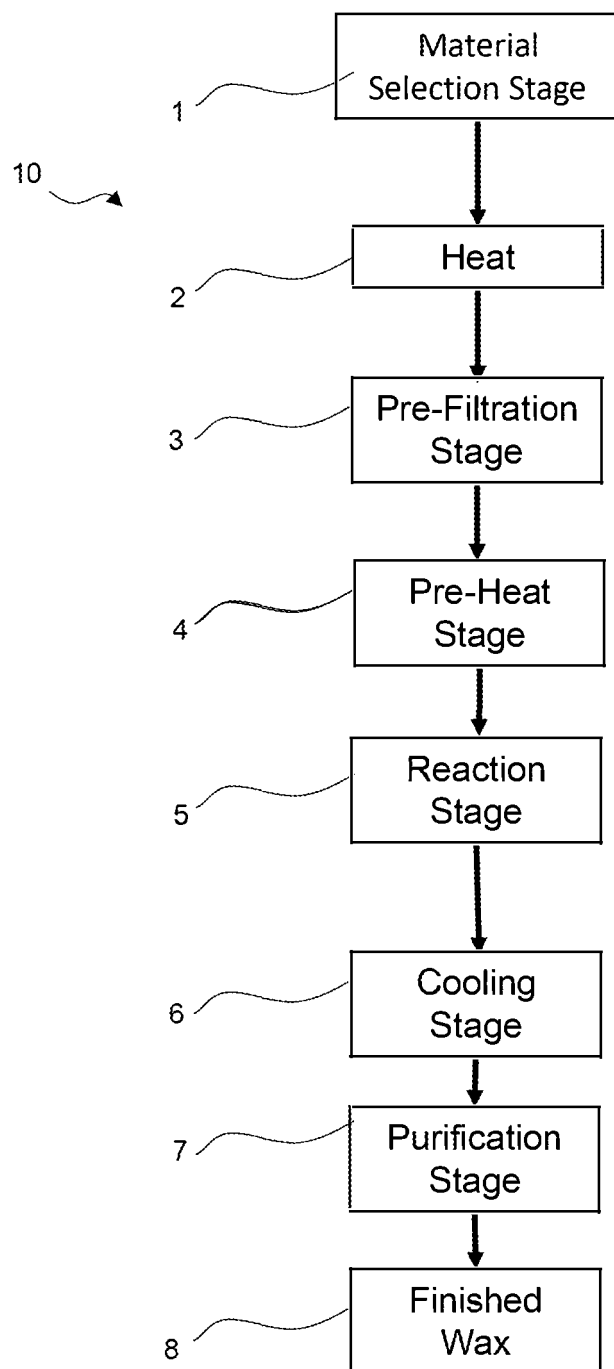 Material
Selection Stage
1
10
Heat
2
Pre-Filtration
Stage
3
Pre-Heat
Stage
4
Reaction
Stage
5
Cooling
Stage
6
Purification
Stage
7
Finished
Wax
8